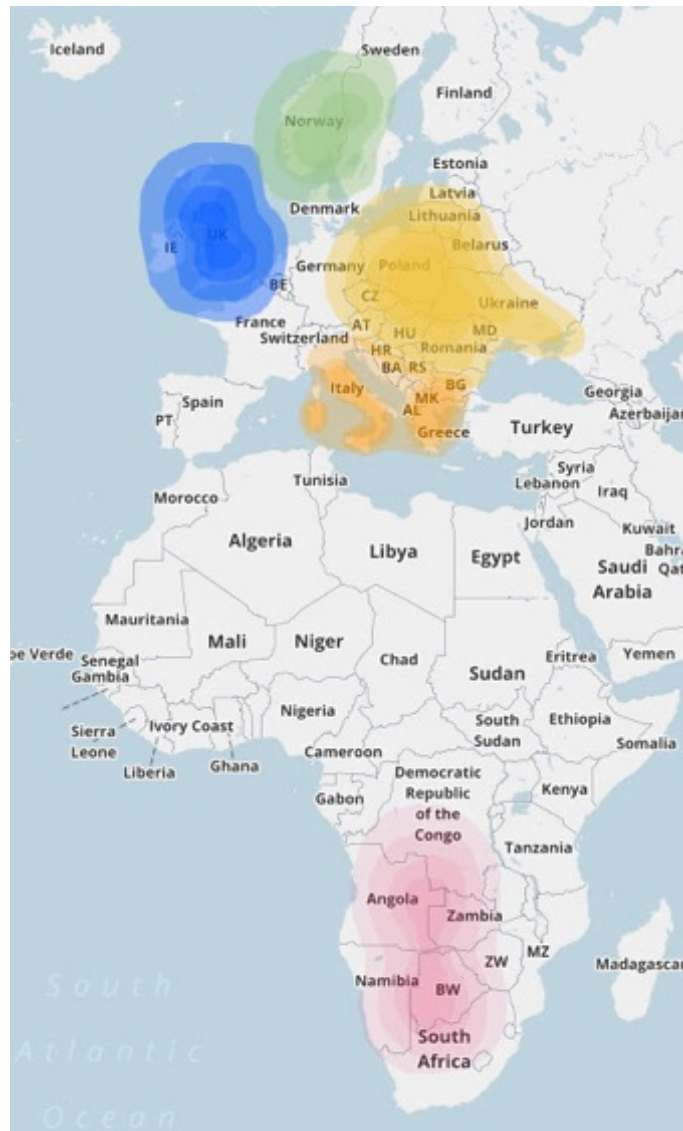 Iceland
Sweden
Finland
Norway
Estonia
Latvia
Denmark
Lithuania
UK
IE
Belarus
Germany
Poland
BE
CZ
Ukraine
France
AT
HU
MD
Switzerland
HR
Romania
BA
RS
Italy
BG
Georgia
Spain
MK
PT
AL
Azerbaijan
Greece
Turkey
Tunisia
Syria
Lebanon
Iraq
Morocco
Jordan
Kuwait
Algeria
Libya
Egypt
Bahra
Saudi
Arabia
Qat
Mauritania
Mali
Niger
Chad
Sudan
Eritrea
Yemen
pe Verde
Senegal
Gambia
Nigeria
South
Sudan
Ethiopia
Sierra
Leone
Ivory Coast
Somalia
Liberia
Ghana
Cameroon
Democratic
Republic
of the
Congo
Gabon
Kenya
Tanzania
Angola
Zambia
MZ
ZW
Madagascar
Namibia
BW
South
Africa
South
Atlantic
Ocean